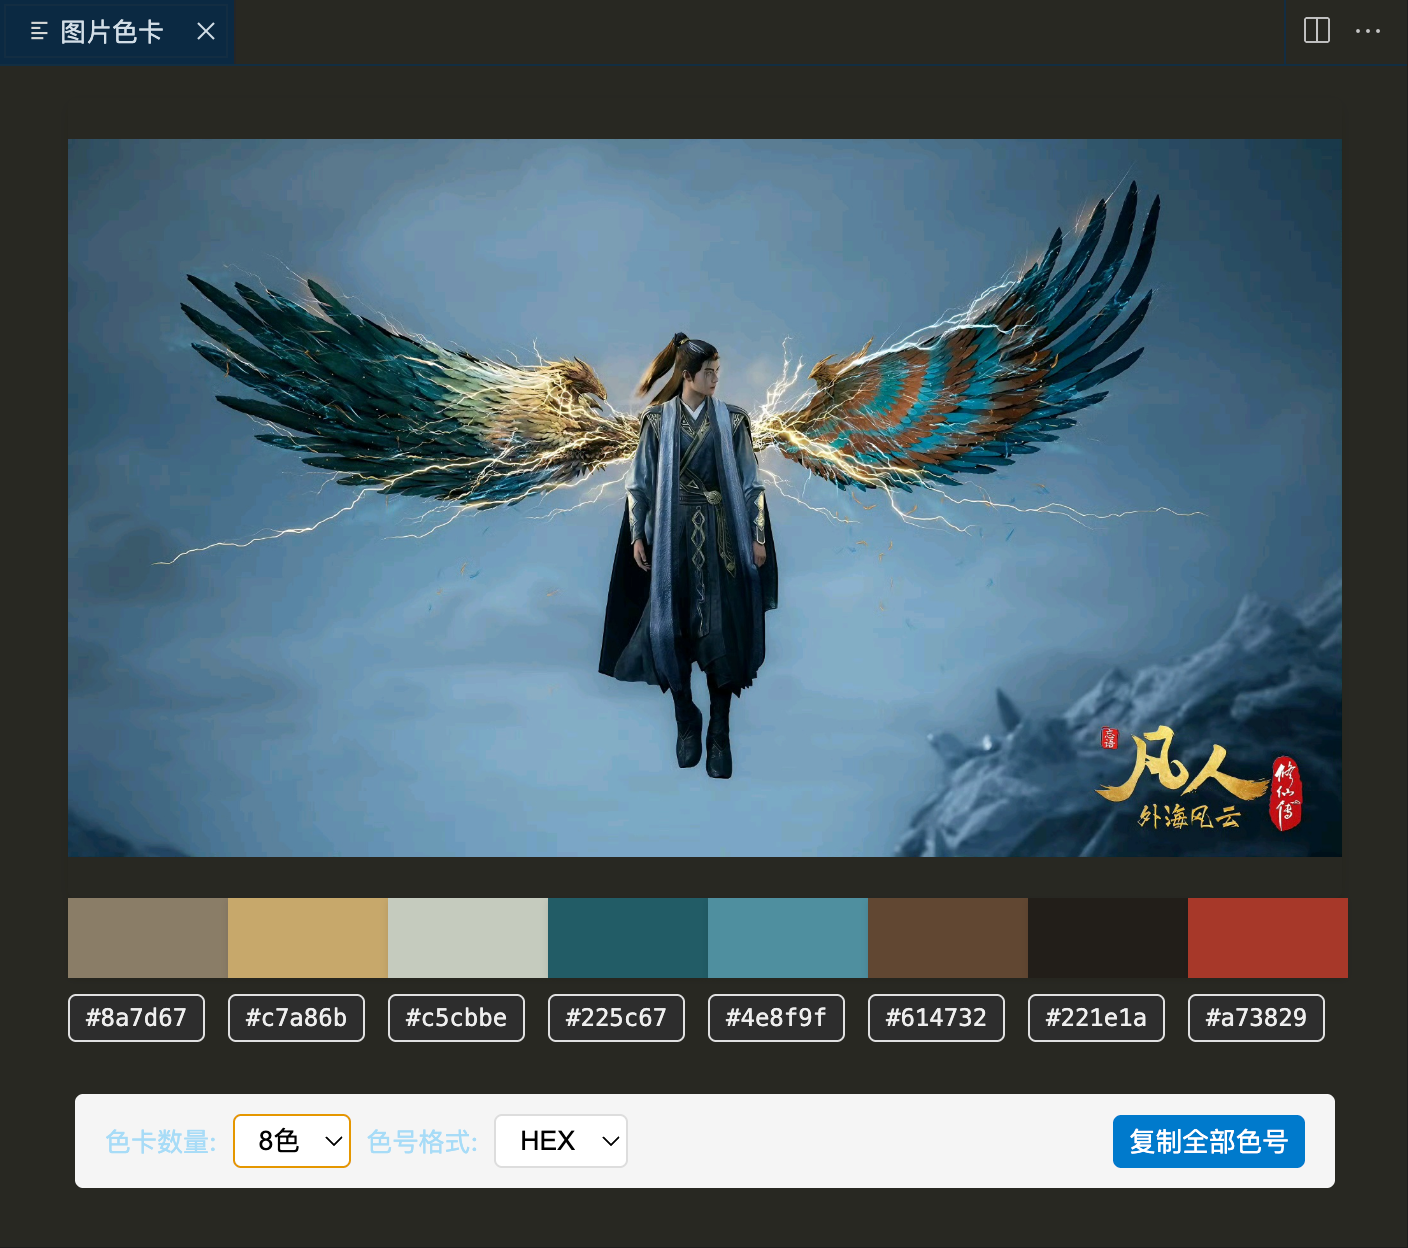 图片色卡
忘语
凡人
修仙传
外海风云
#8a7d67 #c7a86b #c5cbbe #225c67 #4e8f9f #614732 #221e1a #a73829
色卡数量: 8色 色号格式: HEX 复制全部色号